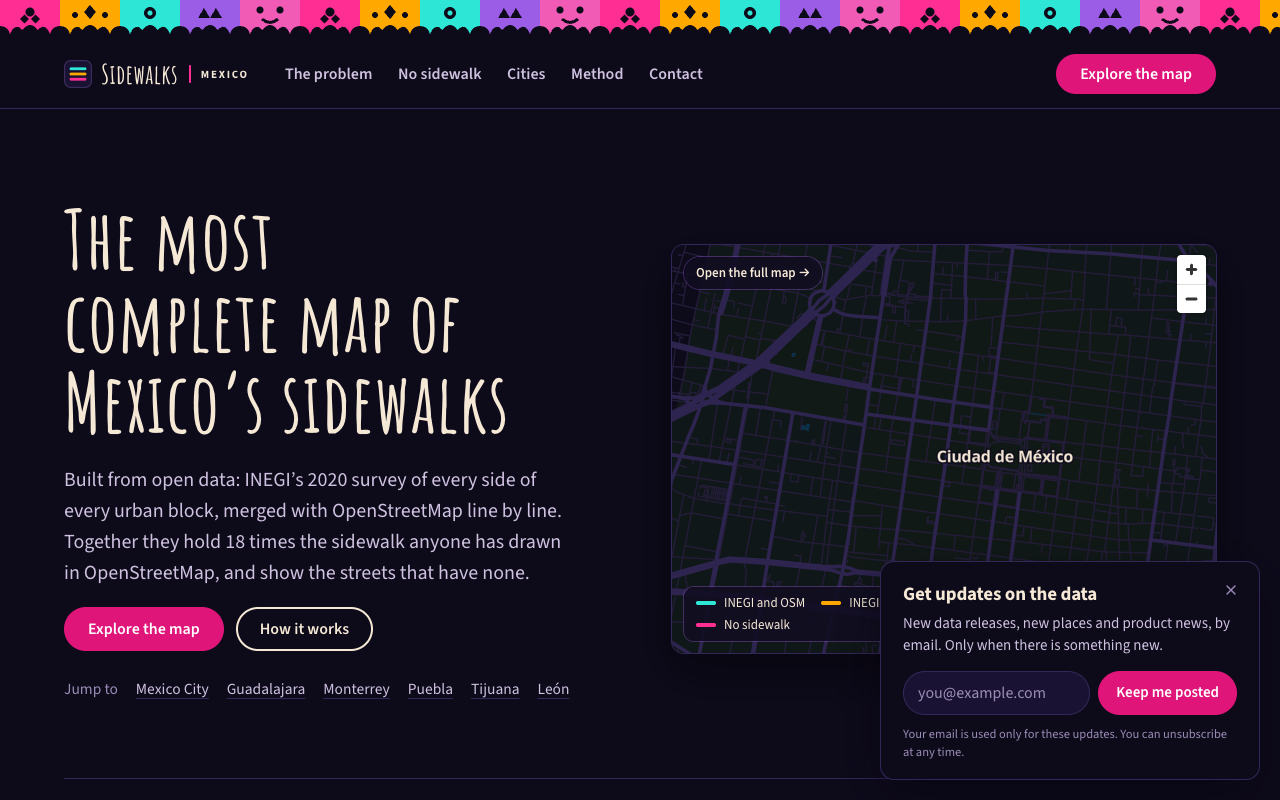 Sidewalks MEXICO
The problem
No sidewalk
Cities
Method
Contact
Explore the map
The most
complete map of
Mexico’s sidewalks
Built from open data: INEGI’s 2020 survey of every side of
every urban block, merged with OpenStreetMap line by line.
Together they hold 18 times the sidewalk anyone has drawn
in OpenStreetMap, and show the streets that have none.
Explore the map
How it works
Jump to Mexico City Guadalajara Monterrey Puebla Tijuana León
Open the full map →
Ciudad de México
INEGI and OSM
INEGI
No sidewalk
Get updates on the data
New data releases, new places and product news, by
email. Only when there is something new.
you@example.com
Keep me posted
Your email is used only for these updates. You can unsubscribe
at any time.